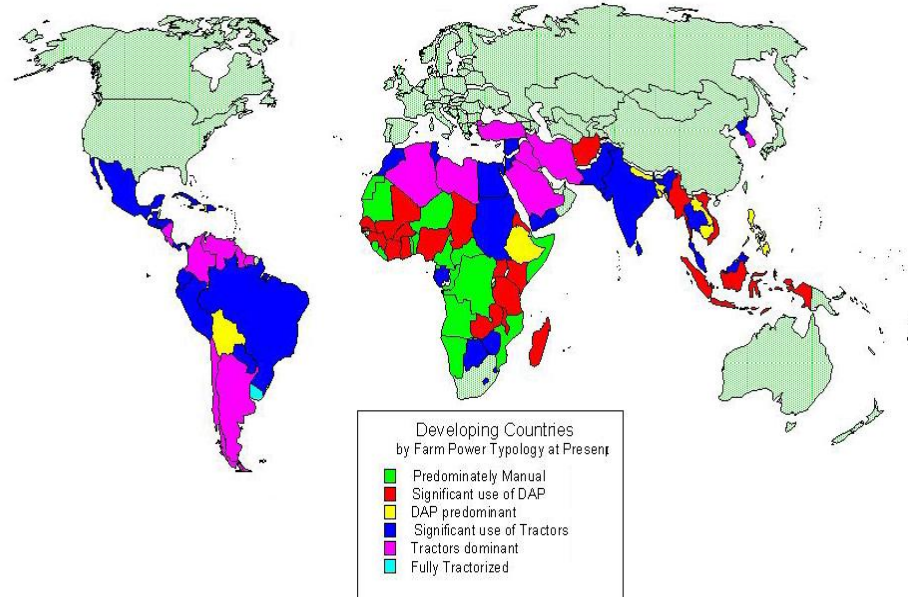 Developing Countries
by Farm Power Typology at Present
Predominately Manual
Significant use of DAP
DAP predominant
Significant use of Tractors
Tractors dominant
Fully Tractorized